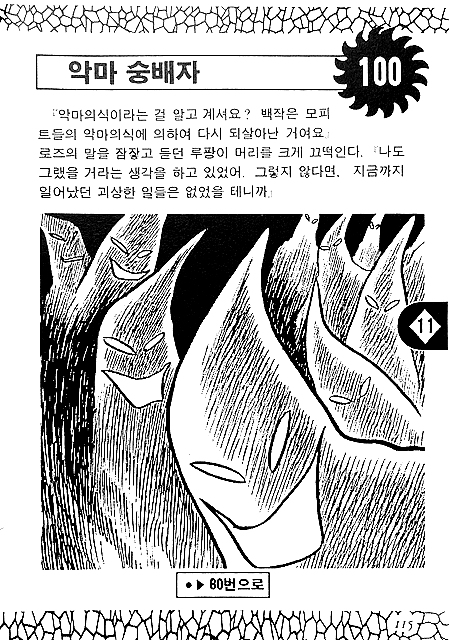 악마 숭배자
100
『악마의식이라는 걸 알고 계셔요? 백작은 모피
트들의 악마의식에 의하여 다시 되살아난 거여요』
로즈의 말을 잠잖고 듣던 루팡이 머리를 크게 끄떡인다. 『나도
그랬을 거라는 생각을 하고 있었어. 그렇지 않다면, 지금까지
일어났던 괴상한 일들은 없었을 테니까』
11
●▶60번으로
115